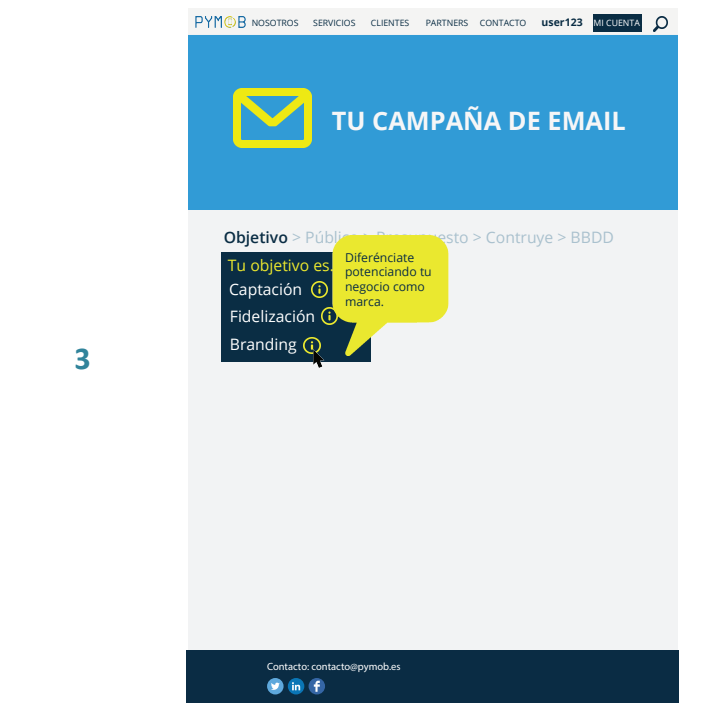 PYMOB NOSOTROS SERVICIOS CLIENTES PARTNERS CONTACTO user123 MI CUENTA
TU CAMPAÑA DE EMAIL
Objetivo > Público > Presupuesto > Contruye > BBDD
Tu objetivo es.
Captación
Fidelización
Branding
Diferénciate
potenciando tu
negocio como
marca.
3
Contacto: contacto@pymob.es